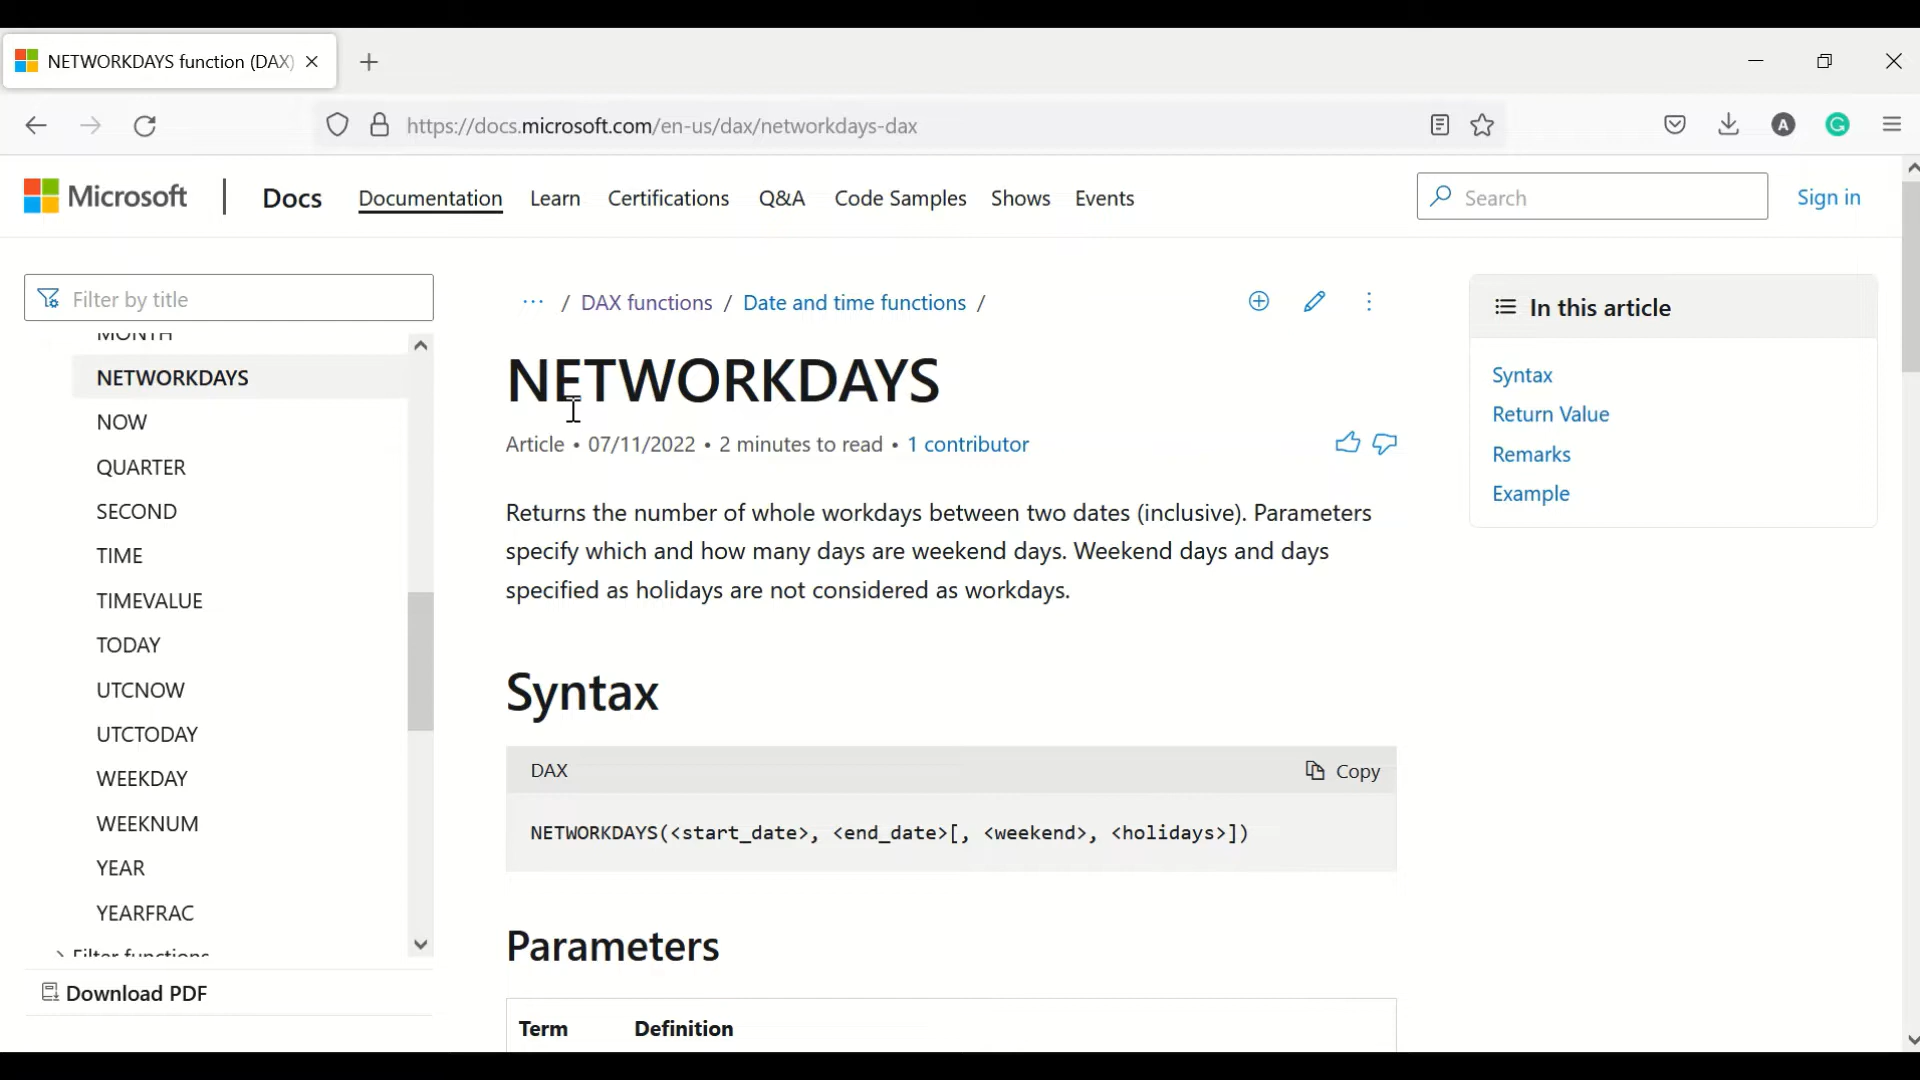 NETWORKDAYS function (DAX)
https://docs.microsoft.com/en-us/dax/networkdays-dax
A
G
Microsoft
Docs Documentation Learn Certifications Q&A Code Samples Shows Events
Search
Sign in
Filter by title
MONTH
NETWORKDAYS
NOW
QUARTER
SECOND
TIME
TIMEVALUE
TODAY
UTCNOW
UTCTODAY
WEEKDAY
WEEKNUM
YEAR
YEARFRAC
Filter functions
Download PDF
··· / DAX functions / Date and time functions /
NETWORKDAYS
Article • 07/11/2022 • 2 minutes to read • 1 contributor
Returns the number of whole workdays between two dates (inclusive). Parameters
specify which and how many days are weekend days. Weekend days and days
specified as holidays are not considered as workdays.
Syntax
DAX
Copy
NETWORKDAYS(<start_date>, <end_date>[, <weekend>, <holidays>])
Parameters
Term Definition
In this article
Syntax
Return Value
Remarks
Example